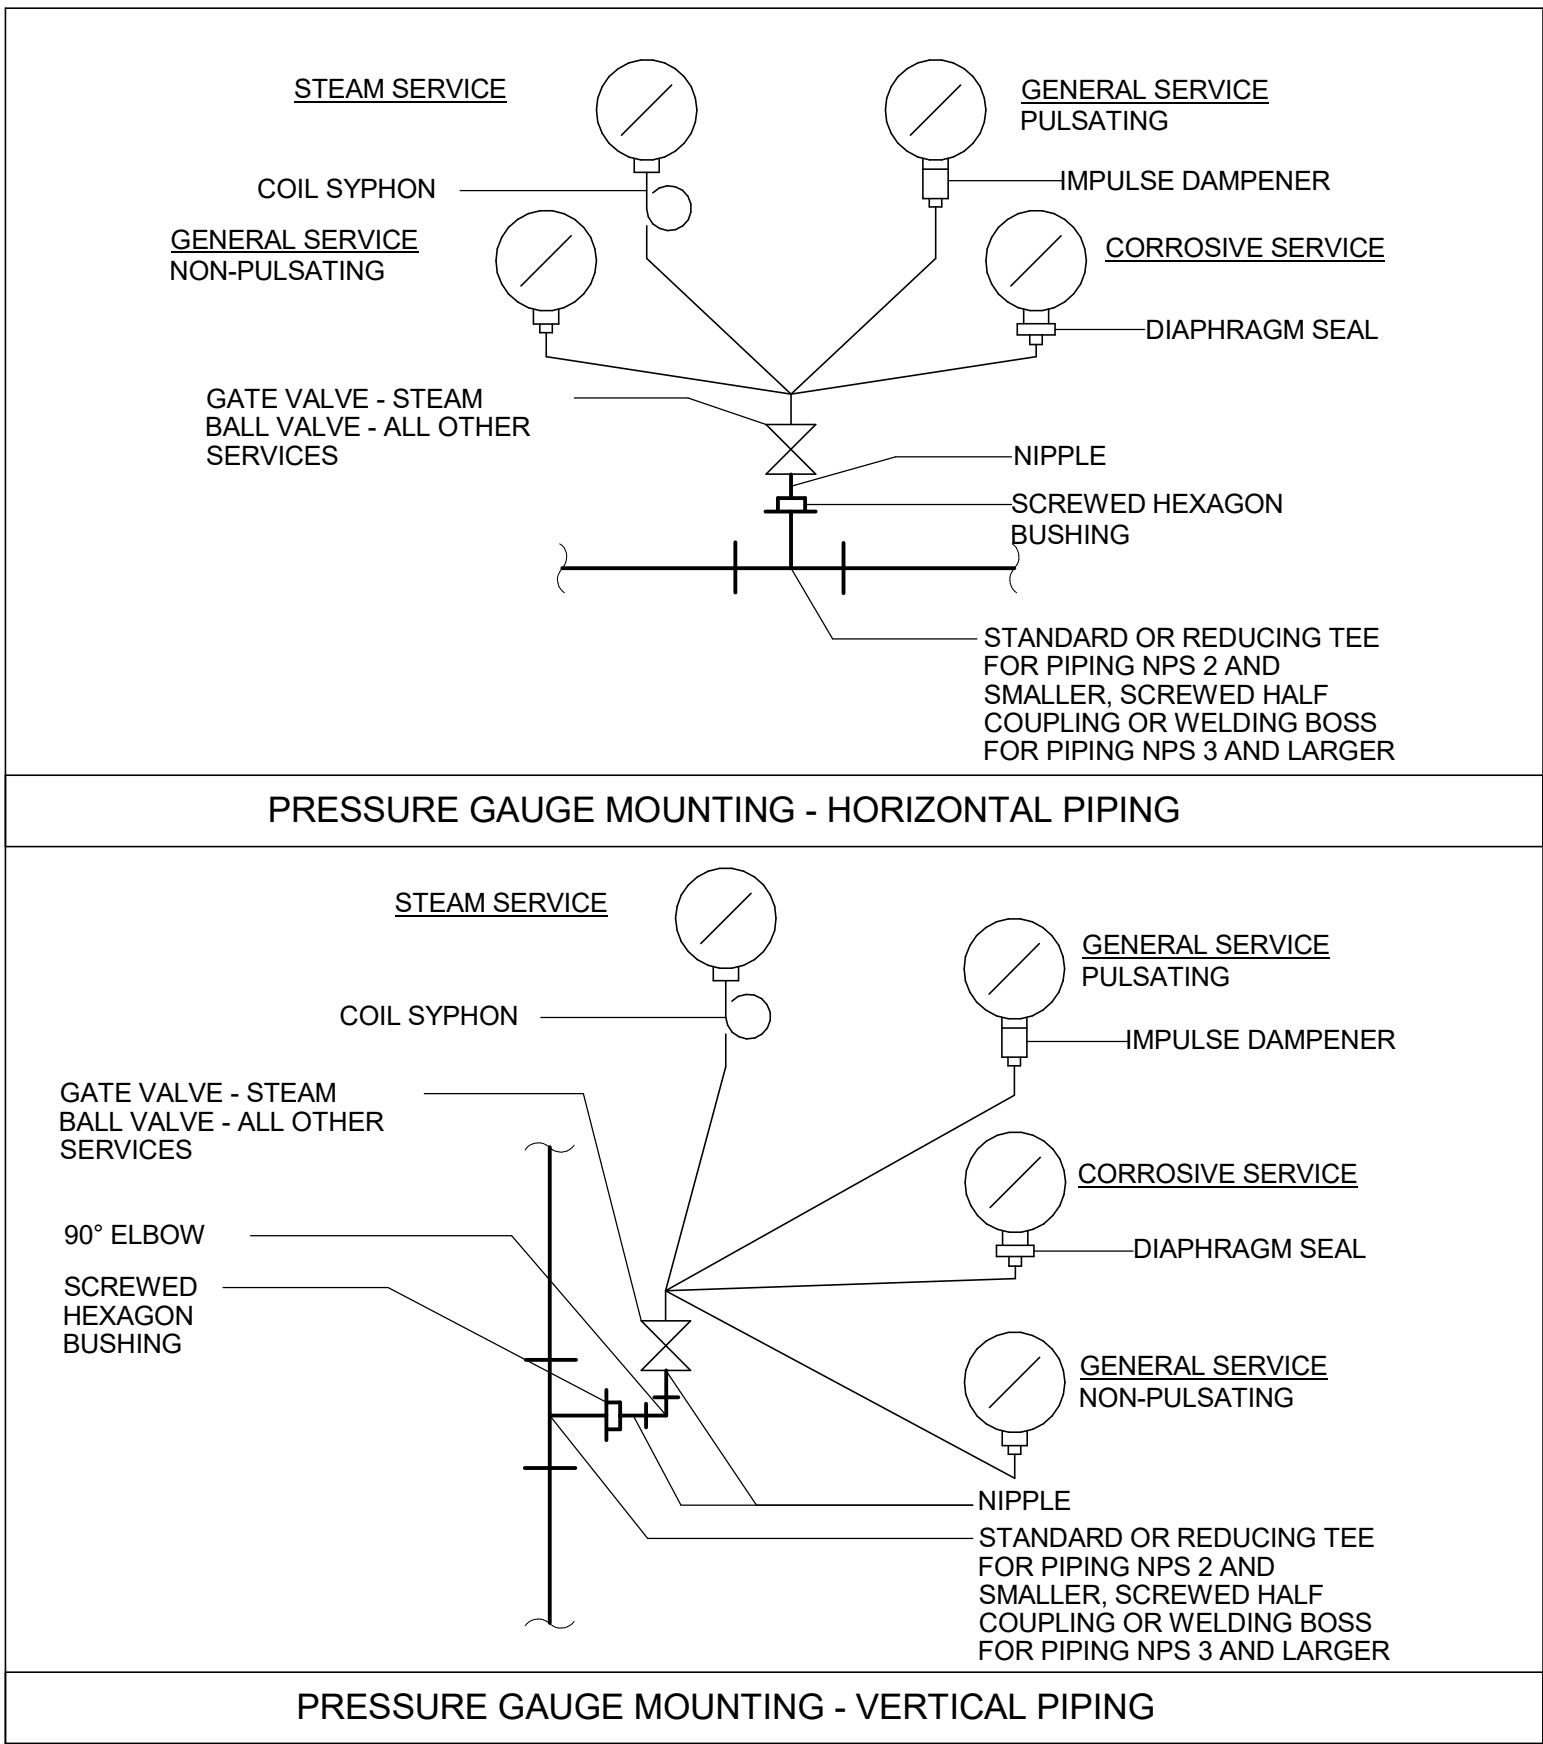 STEAM SERVICE
GENERAL SERVICE
PULSATING
COIL SYPHON
IMPULSE DAMPENER
GENERAL SERVICE
NON-PULSATING
CORROSIVE SERVICE
DIAPHRAGM SEAL
GATE VALVE - STEAM
BALL VALVE - ALL OTHER
SERVICES
NIPPLE
SCREWED HEXAGON
BUSHING
STANDARD OR REDUCING TEE
FOR PIPING NPS 2 AND
SMALLER, SCREWED HALF
COUPLING OR WELDING BOSS
FOR PIPING NPS 3 AND LARGER
PRESSURE GAUGE MOUNTING - HORIZONTAL PIPING
STEAM SERVICE
GENERAL SERVICE
PULSATING
COIL SYPHON
IMPULSE DAMPENER
GATE VALVE - STEAM
BALL VALVE - ALL OTHER
SERVICES
CORROSIVE SERVICE
90° ELBOW
DIAPHRAGM SEAL
SCREWED
HEXAGON
BUSHING
GENERAL SERVICE
NON-PULSATING
NIPPLE
STANDARD OR REDUCING TEE
FOR PIPING NPS 2 AND
SMALLER, SCREWED HALF
COUPLING OR WELDING BOSS
FOR PIPING NPS 3 AND LARGER
PRESSURE GAUGE MOUNTING - VERTICAL PIPING